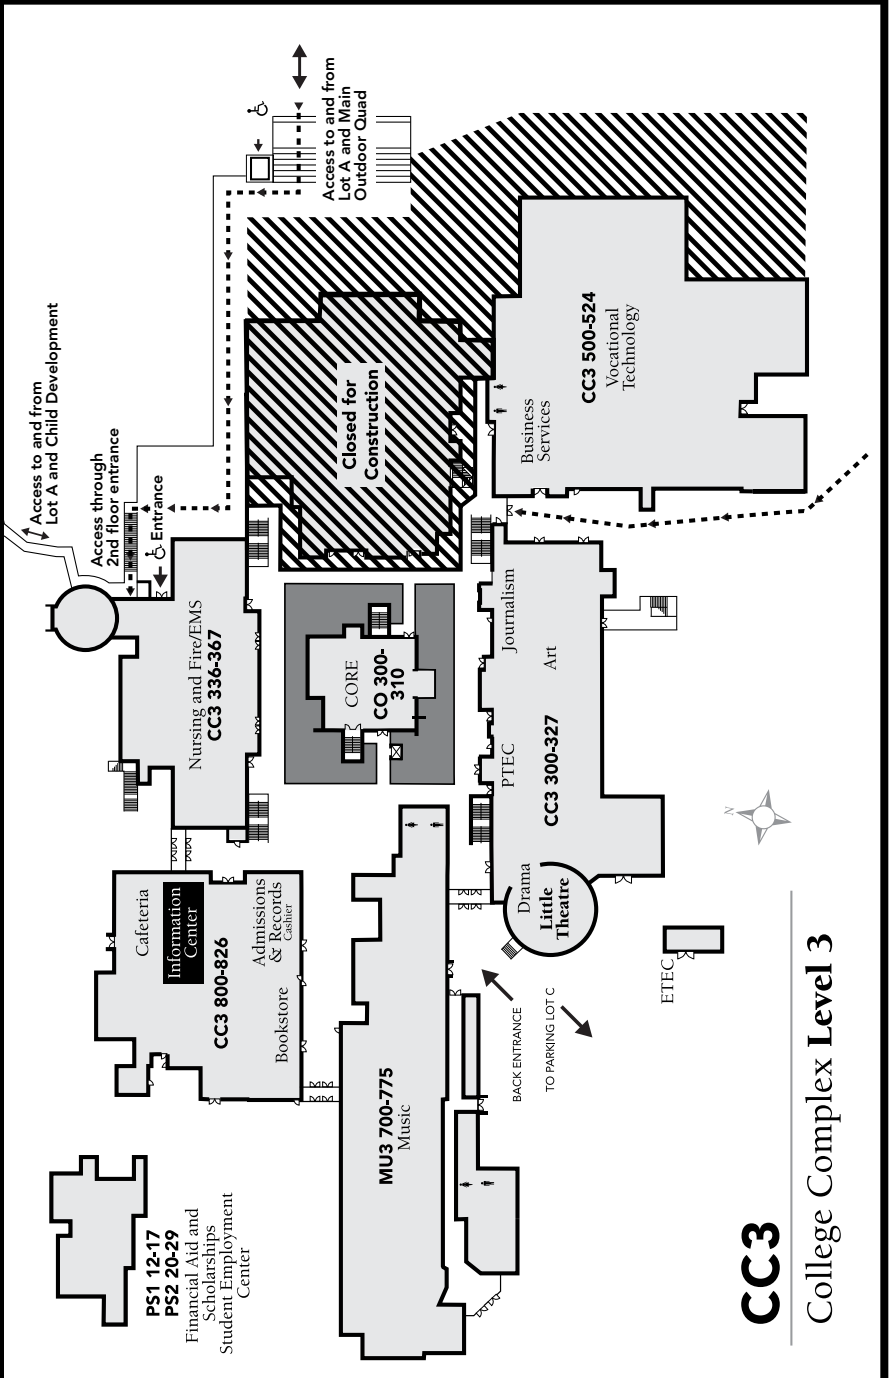 CC3
College Complex Level 3
PS1 12-17
PS2 20-29
Financial Aid and
Scholarships
Student Employment
Center
Cafeteria
Information
Center
CC3 800-826
Admissions
& Records
Cashier
Bookstore
MU3 700-775
Music
BACK ENTRANCE
TO PARKING LOT C
ETEC
Drama
Little
Theatre
PTEC
CC3 300-327
Journalism
Art
N
Nursing and Fire/EMS
CC3 336-367
CORE
CO 300-
310
Access to and from
Lot A and Child Development
Access through
2nd floor entrance
Entrance
Closed for
Construction
Business
Services
CC3 500-524
Vocational
Technology
Access to and from
Lot A and Main
Outdoor Quad